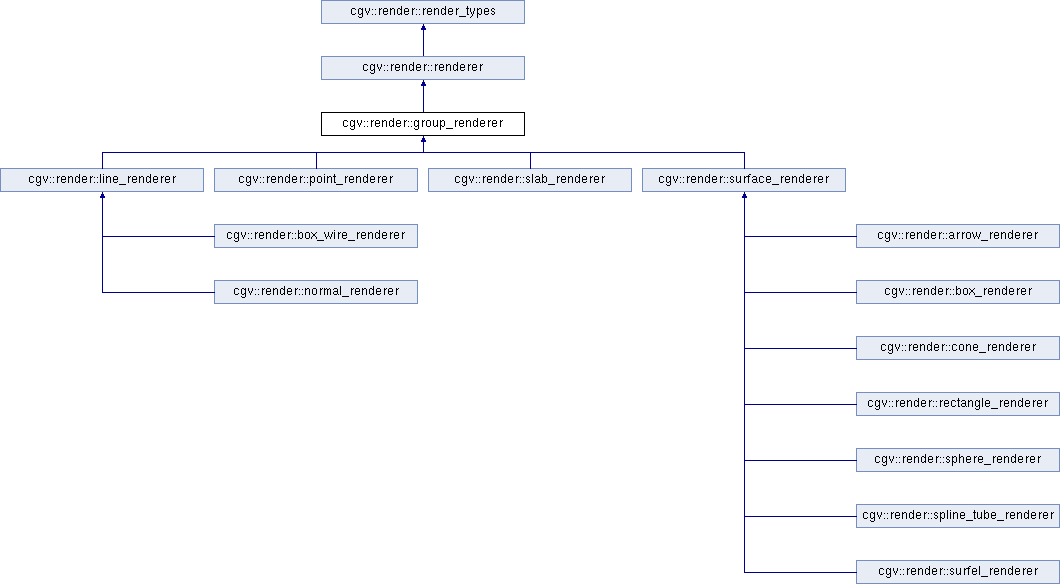 cgv::render::render_types
cgv::render::renderer
cgv::render::group_renderer
cgv::render::line_renderer
cgv::render::point_renderer
cgv::render::slab_renderer
cgv::render::surface_renderer
cgv::render::box_wire_renderer
cgv::render::arrow_renderer
cgv::render::normal_renderer
cgv::render::box_renderer
cgv::render::cone_renderer
cgv::render::rectangle_renderer
cgv::render::sphere_renderer
cgv::render::spline_tube_renderer
cgv::render::surfel_renderer